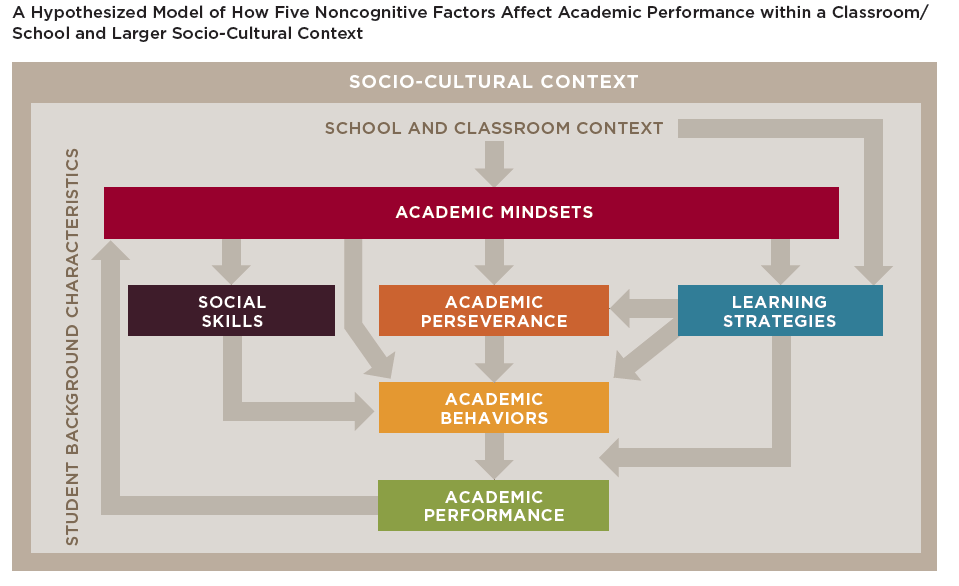 A Hypothesized Model of How Five Noncognitive Factors Affect Academic Performance within a Classroom/
School and Larger Socio-Cultural Context
SOCIO-CULTURAL CONTEXT
SCHOOL AND CLASSROOM CONTEXT
STUDENT BACKGROUND CHARACTERISTICS
ACADEMIC MINDSETS
SOCIAL
SKILLS
ACADEMIC
PERSEVERANCE
LEARNING
STRATEGIES
ACADEMIC
BEHAVIORS
ACADEMIC
PERFORMANCE